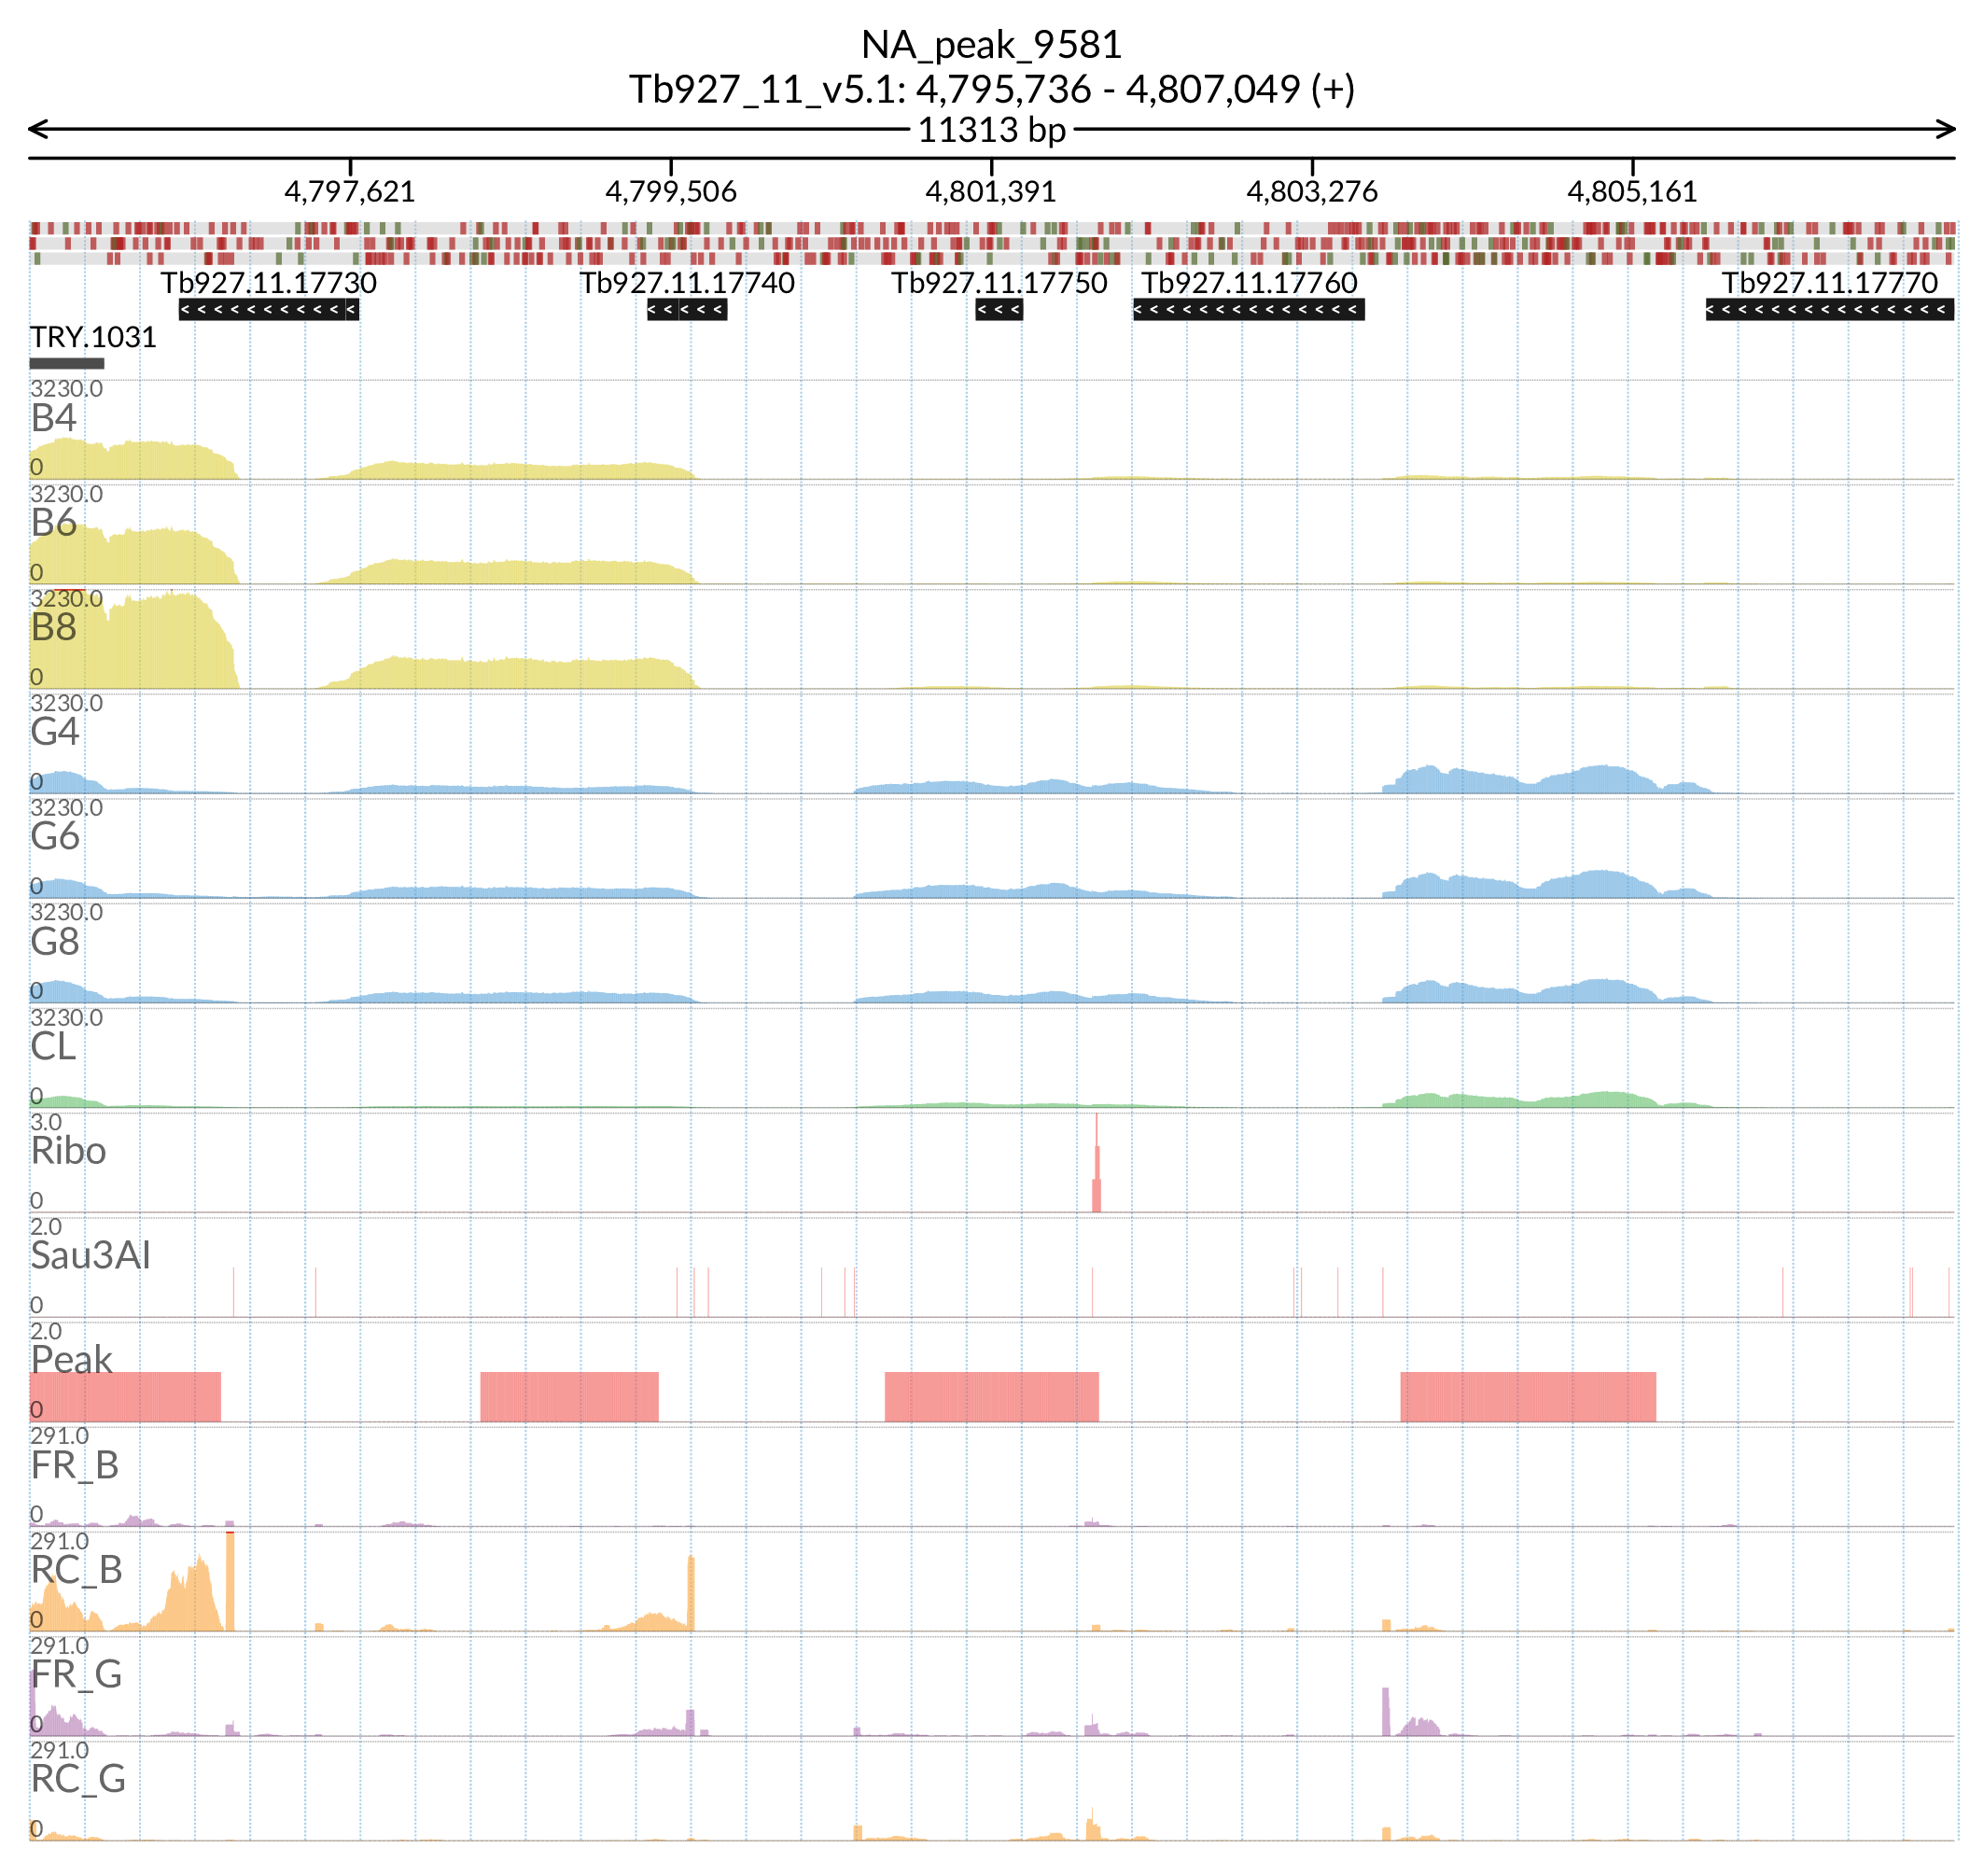 NA_peak_9581
Tb927_11_v5.1: 4,795,736 - 4,807,049 (+)
11313 bp
4,797,621 4,799,506 4,801,391 4,803,276 4,805,161
Tb927.11.17730 Tb927.11.17740 Tb927.11.17750 Tb927.11.17760 Tb927.11.17770
TRY.1031
3230.0
B4
0
3230.0
B6
0
3230.0
B8
0
3230.0
G4
0
3230.0
G6
0
3230.0
G8
0
3230.0
CL
0
3.0
Ribo
0
2.0
Sau3AI
0
2.0
Peak
0
291.0
FR_B
0
291.0
RC_B
0
291.0
FR_G
0
291.0
RC_G
0